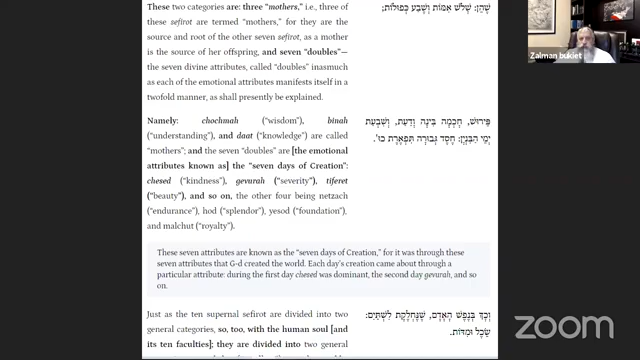 These two categories are: three “mothers,” i.e., three of
these sefirot are termed “mothers,” for they are the
source and root of the other seven sefirot, as a mother
is the source of her offspring, and seven “doubles”—
the seven divine attributes, called “doubles” inasmuch
as each of the emotional attributes manifests itself in a
twofold manner, as shall presently be explained.
שֶׁהֵן: שָׁלֹשׁ אִמּוֹת וְשֶׁבַע כְּפוּלוֹת;
Namely: chochmah (“wisdom”), binah
(“understanding”), and daat (“knowledge”) are called
“mothers”; and the seven “doubles” are [the emotional
attributes known as] the “seven days of Creation”:
chesed (“kindness”), gevurah (“severity”), tiferet
(“beauty”), and so on, the other four being netzach
(“endurance”), hod (“splendor”), yesod (“foundation”),
and malchut (“royalty”).
פֵּירוּשׁ, חָכְמָה בִּינָה וְדַעַת, וְשִׁבְעַת
יְמֵי הַבִּנְיָן: חֶסֶד גְּבוּרָה תִּפְאֶרֶת כוּ'.
These seven attributes are known as the “seven days of Creation,” for it was through these
seven attributes that G-d created the world. Each day’s creation came about through a
particular attribute: during the first day chesed was dominant, the second day gevurah, and so
on.
Just as the ten supernal sefirot are divided into two
general categories, so, too, with the human soul [and
its ten faculties]; they are divided into two general
וְכָךְ בְּנֶפֶשׁ הָאָדָם, שֶׁנֶּחְלֶקֶת לִשְׁתַּיִם:
שֵׂכֶל וּמִדּוֹת.
Zalman bukiet
zoom